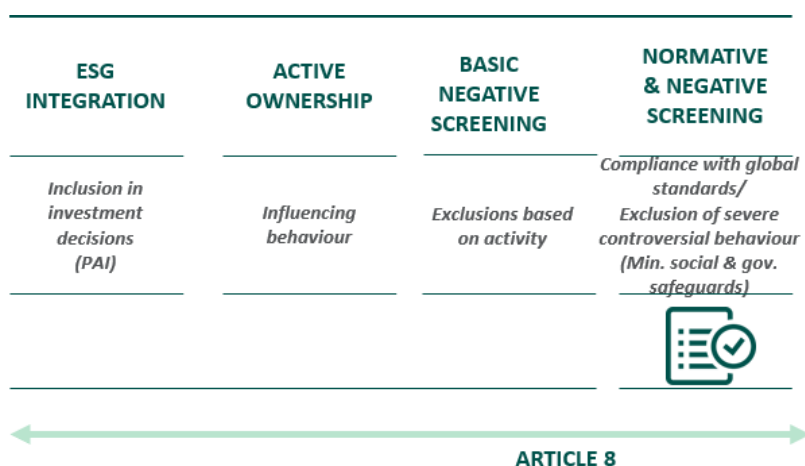 ESG
INTEGRATION
ACTIVE
OWNERSHIP
BASIC
NEGATIVE
SCREENING
NORMATIVE
& NEGATIVE
SCREENING
Inclusion in
investment
decisions
(PAI)
Influencing
behaviour
Exclusions based
on activity
Compliance with global
standards/
Exclusion of severe
controversial behaviour
(Min. social & gov.
safeguards)
ARTICLE 8